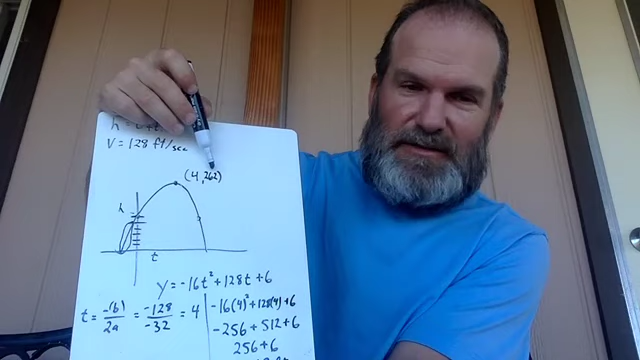 V = 128 ft/sec
(4, 262)
h
t
y = -16t² + 128t + 6
t = -(b)/2a = -128/-32 = 4
-16(4)² + 128(4) + 6
-256 + 512 + 6
256 + 6